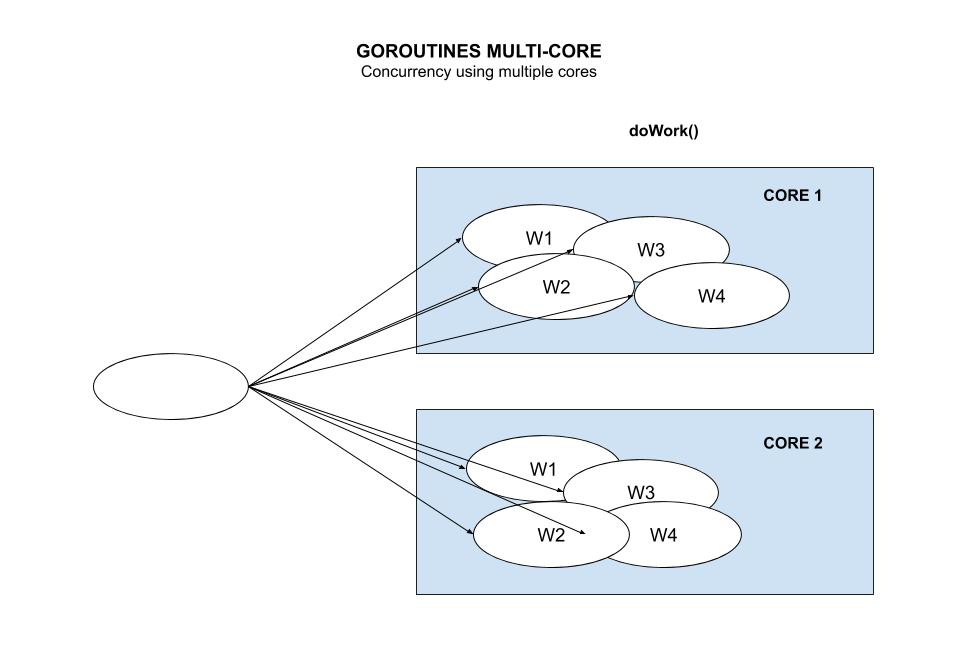 GOROUTINES MULTI-CORE
Concurrency using multiple cores
doWork()
CORE 1
W1
W3
W2
W4
CORE 2
W1
W3
W2
W4